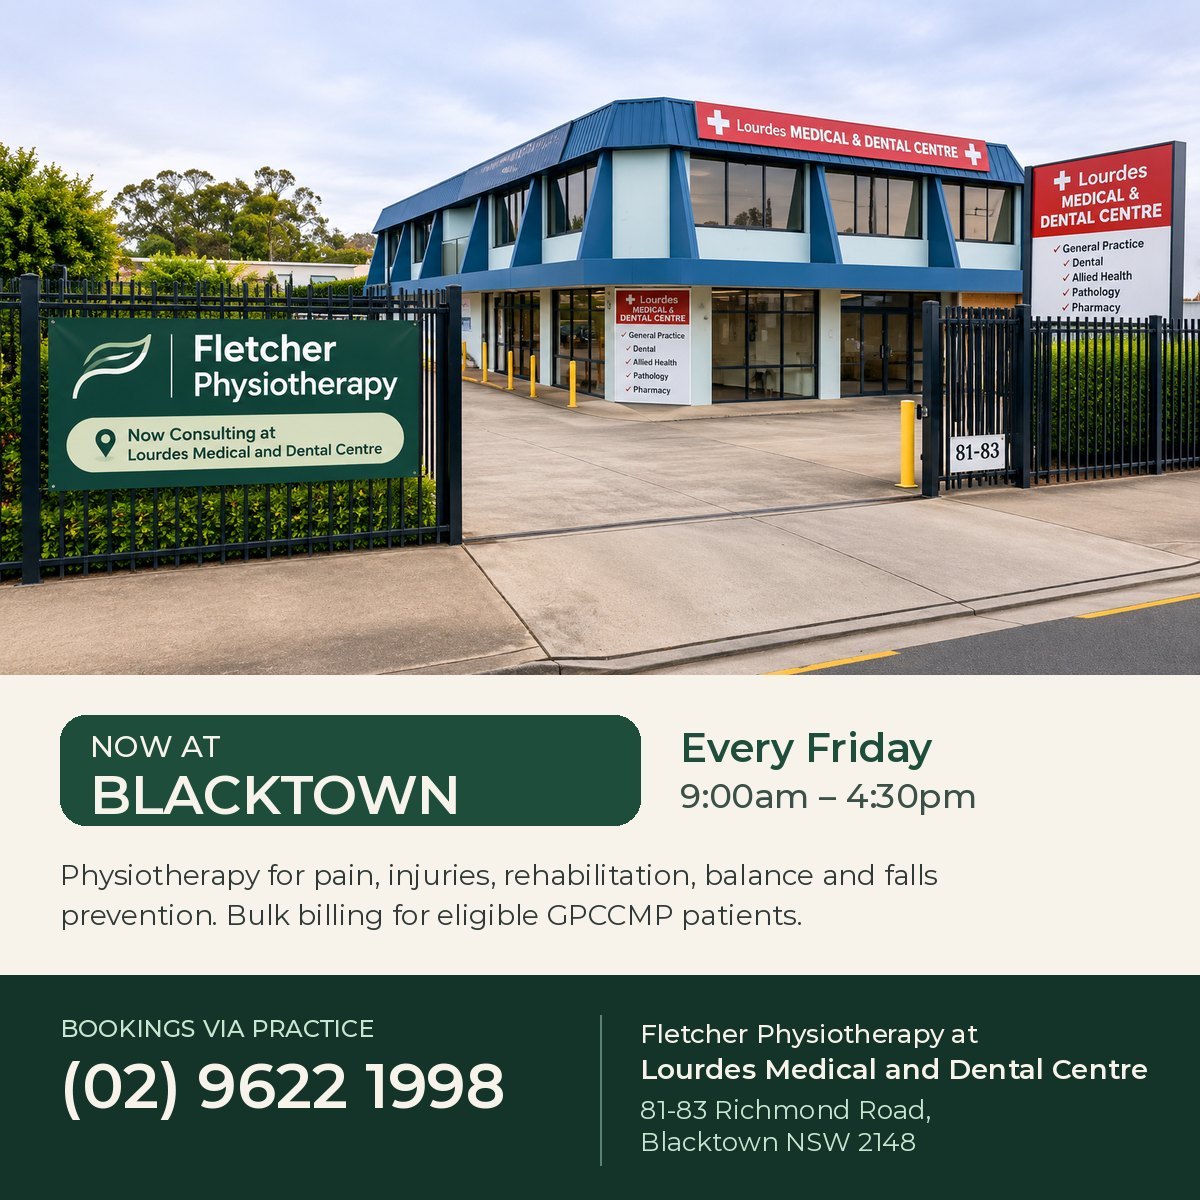 Lourdes MEDICAL & DENTAL CENTRE
Lourdes
MEDICAL &
DENTAL CENTRE
✓General Practice
✓Dental
✓Allied Health
✓Pathology
✓Pharmacy
Lourdes
MEDICAL &
DENTAL CENTRE
✓General Practice
✓Dental
✓Allied Health
✓Pathology
✓Pharmacy
Fletcher
Physiotherapy
Now Consulting at
Lourdes Medical and Dental Centre
81-83
NOW AT
BLACKTOWN
Every Friday
9:00am – 4:30pm
Physiotherapy for pain, injuries, rehabilitation, balance and falls
prevention. Bulk billing for eligible GPCCMP patients.
BOOKINGS VIA PRACTICE
(02) 9622 1998
Fletcher Physiotherapy at
Lourdes Medical and Dental Centre
81-83 Richmond Road,
Blacktown NSW 2148